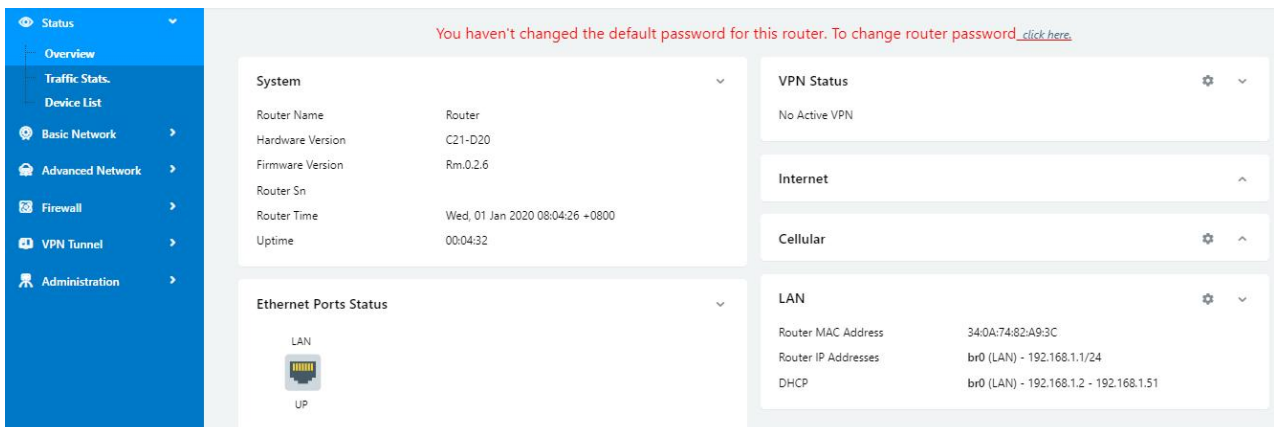 Status
Overview
Traffic Stats.
Device List
Basic Network
Advanced Network
Firewall
VPN Tunnel
Administration
You haven't changed the default password for this router. To change router password click here.
System
Router Name Router
Hardware Version C21-D20
Firmware Version Rm.0.2.6
Router Sn
Router Time Wed, 01 Jan 2020 08:04:26 +0800
Uptime 00:04:32
Ethernet Ports Status
LAN
UP
VPN Status
No Active VPN
Internet
Cellular
LAN
Router MAC Address 34:0A:74:82:A9:3C
Router IP Addresses br0 (LAN) - 192.168.1.1/24
DHCP br0 (LAN) - 192.168.1.2 - 192.168.1.51